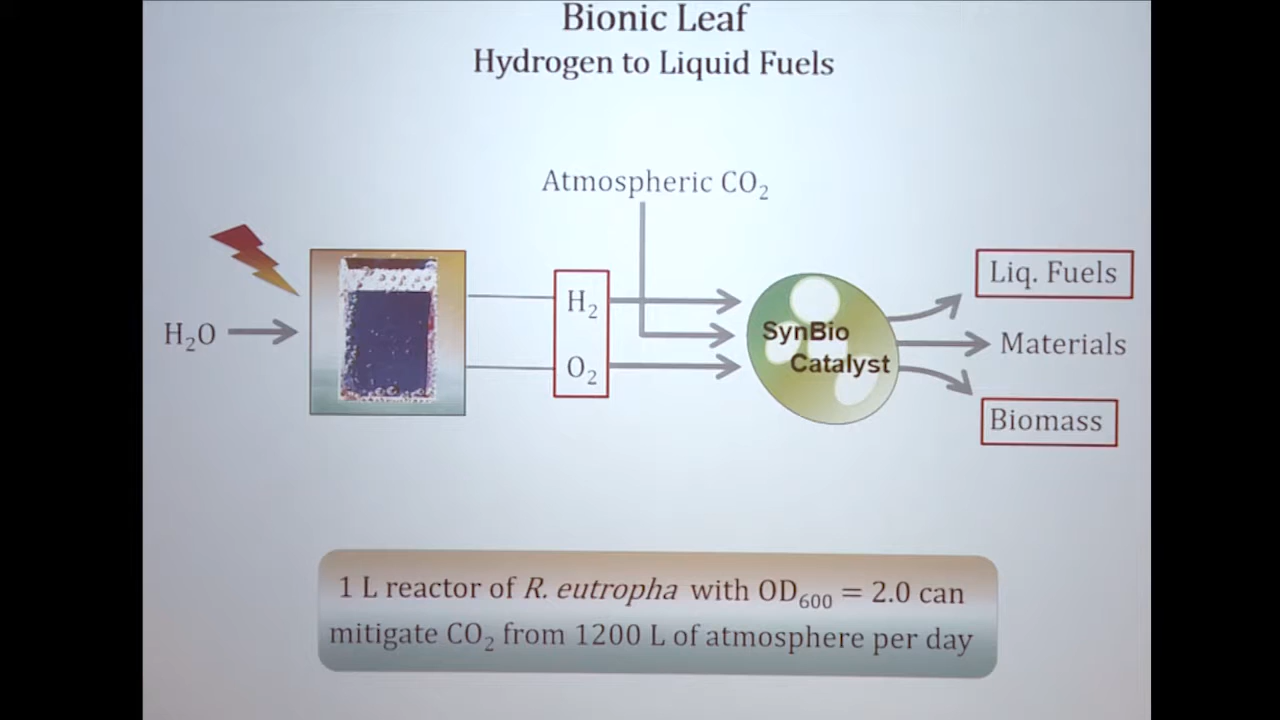 Bionic Leaf
Hydrogen to Liquid Fuels
Atmospheric CO₂
H₂O
H₂
O₂
SynBio
Catalyst
Liq. Fuels
Materials
Biomass
1 L reactor of R. eutropha with OD₆₀₀ = 2.0 can
mitigate CO₂ from 1200 L of atmosphere per day